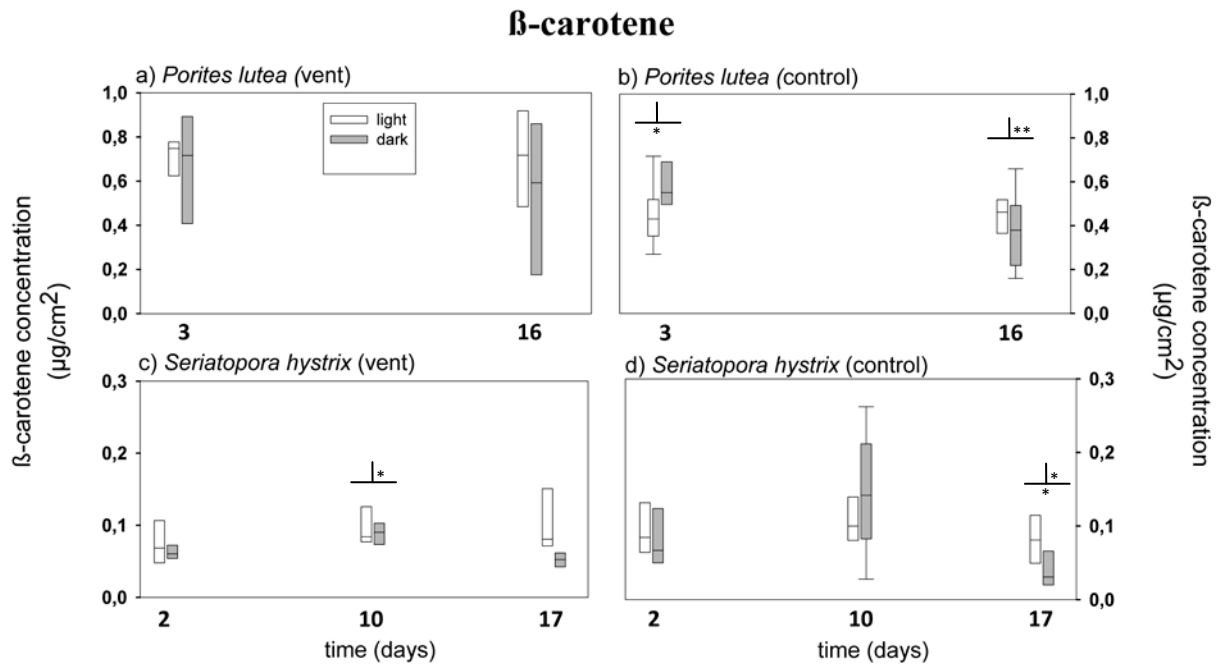 ß-carotene
a) Porites lutea (vent)
b) Porites lutea (control)
1,0
0,8
0,6
0,4
0,2
0,0
light
dark
3
16
*
**
1,0
0,8
0,6
0,4
0,2
0,0
3
16
ß-carotene concentration
(µg/cm²)
ß-carotene concentration
(µg/cm²)
c) Seriatopora hystrix (vent)
d) Seriatopora hystrix (control)
0,3
0,2
0,1
0,0
*
2
10
17
time (days)
*
*
0,3
0,2
0,1
0,0
2
10
17
time (days)